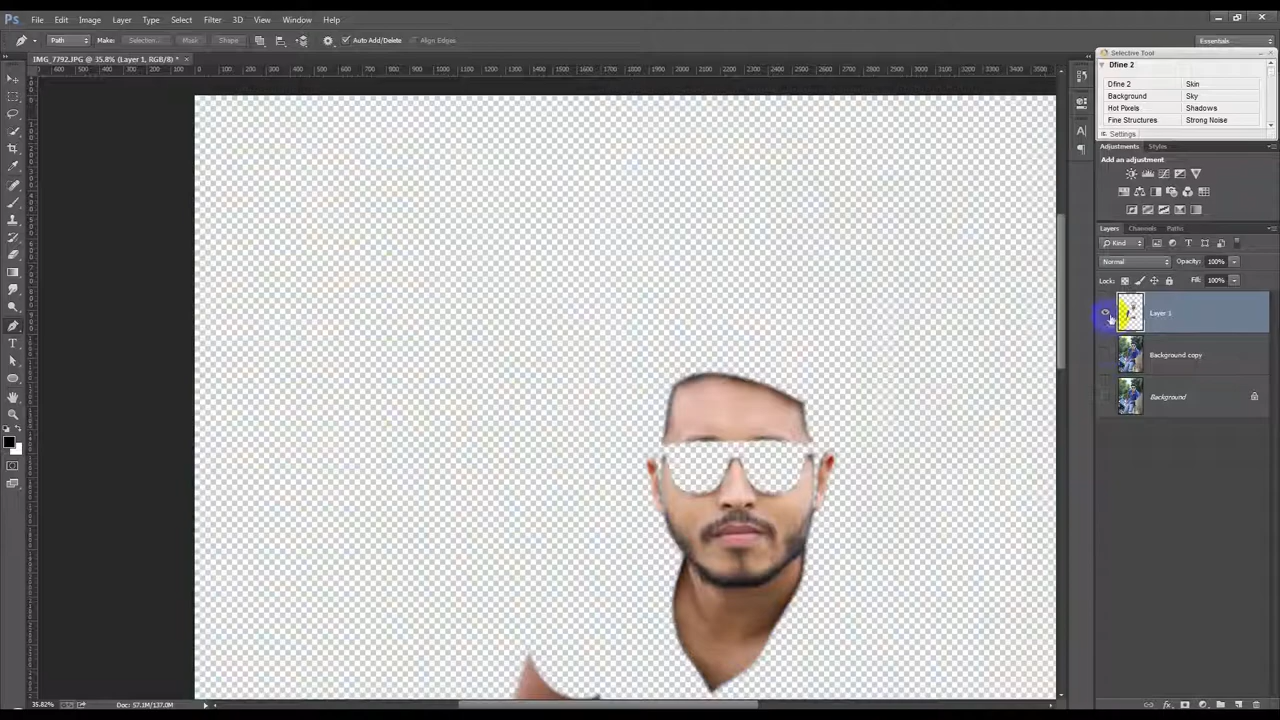 Ps File Edit Image Layer Type Select Filter 3D View Window Help
Path Make: Selection... Mask Shape Auto Add/Delete Align Edges Essentials
IMG_7792.JPG @ 35.8% (Layer 1, RGB/8) * ×
Selective Tool
Dfine 2
Dfine 2 Skin
Background Sky
Hot Pixels Shadows
Fine Structures Strong Noise
Settings
Adjustments Styles
Add an adjustment
Layers Channels Paths
Kind
Normal Opacity: 100%
Lock: Fill: 100%
Layer 1
Background copy
Background
35.82% Doc: 57.1M/137.0M